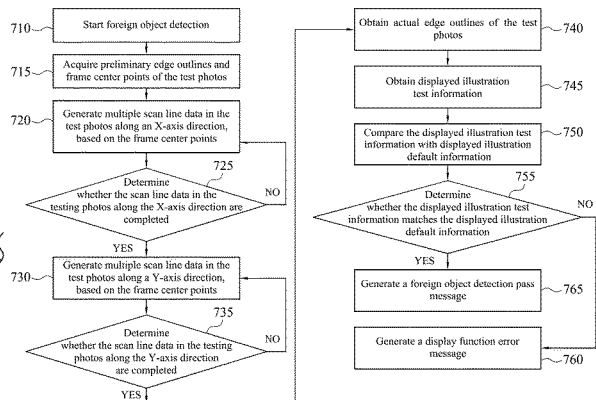 710
Start foreign object detection
715
Acquire preliminary edge outlines and
frame center points of the test photos
720
Generate multiple scan line data in the
test photos along an X-axis direction,
based on the frame center points
725
Determine
whether the scan line data in the
testing photos along the X-axis direction are
completed
NO
YES
730
Generate multiple scan line data in the
test photos along a Y-axis direction,
based on the frame center points
735
Determine
whether the scan line data in the testing
photos along the Y-axis direction
are completed
NO
YES
Obtain actual edge outlines of the test
photos
740
Obtain displayed illustration
test information
745
Compare the displayed illustration test
information with displayed illustration
default information
750
755
Determine
whether the displayed illustration test
information matches the displayed illustration
default information
NO
YES
Generate a foreign object detection pass
message
765
Generate a display function error
message
760